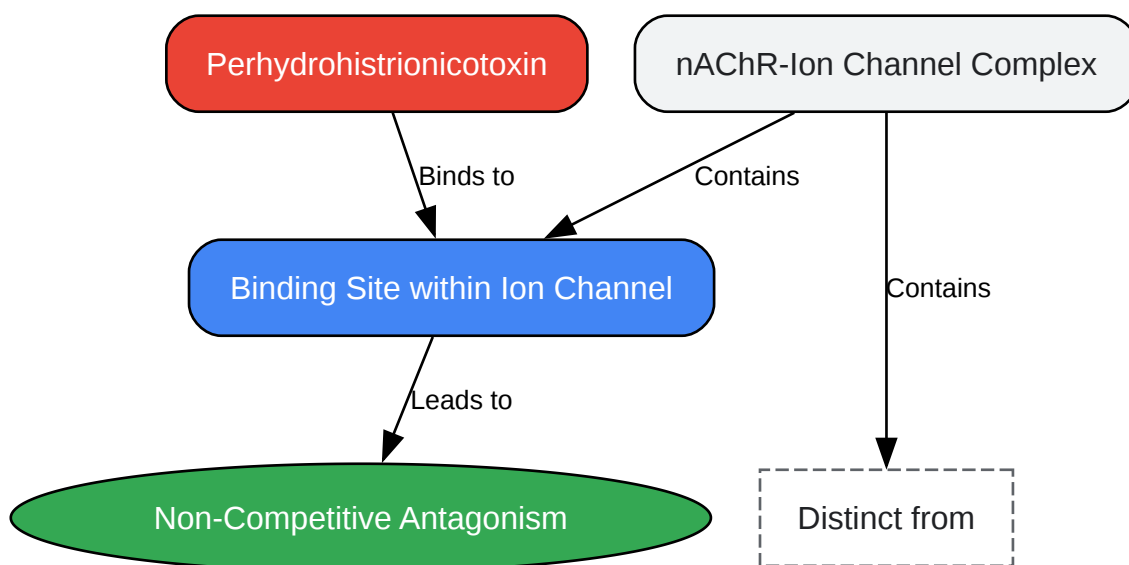 Perhydrohistrionicotoxin
nAChR-Ion Channel Complex
Binds to
Contains
Binding Site within Ion Channel
Contains
Leads to
Non-Competitive Antagonism
Distinct from